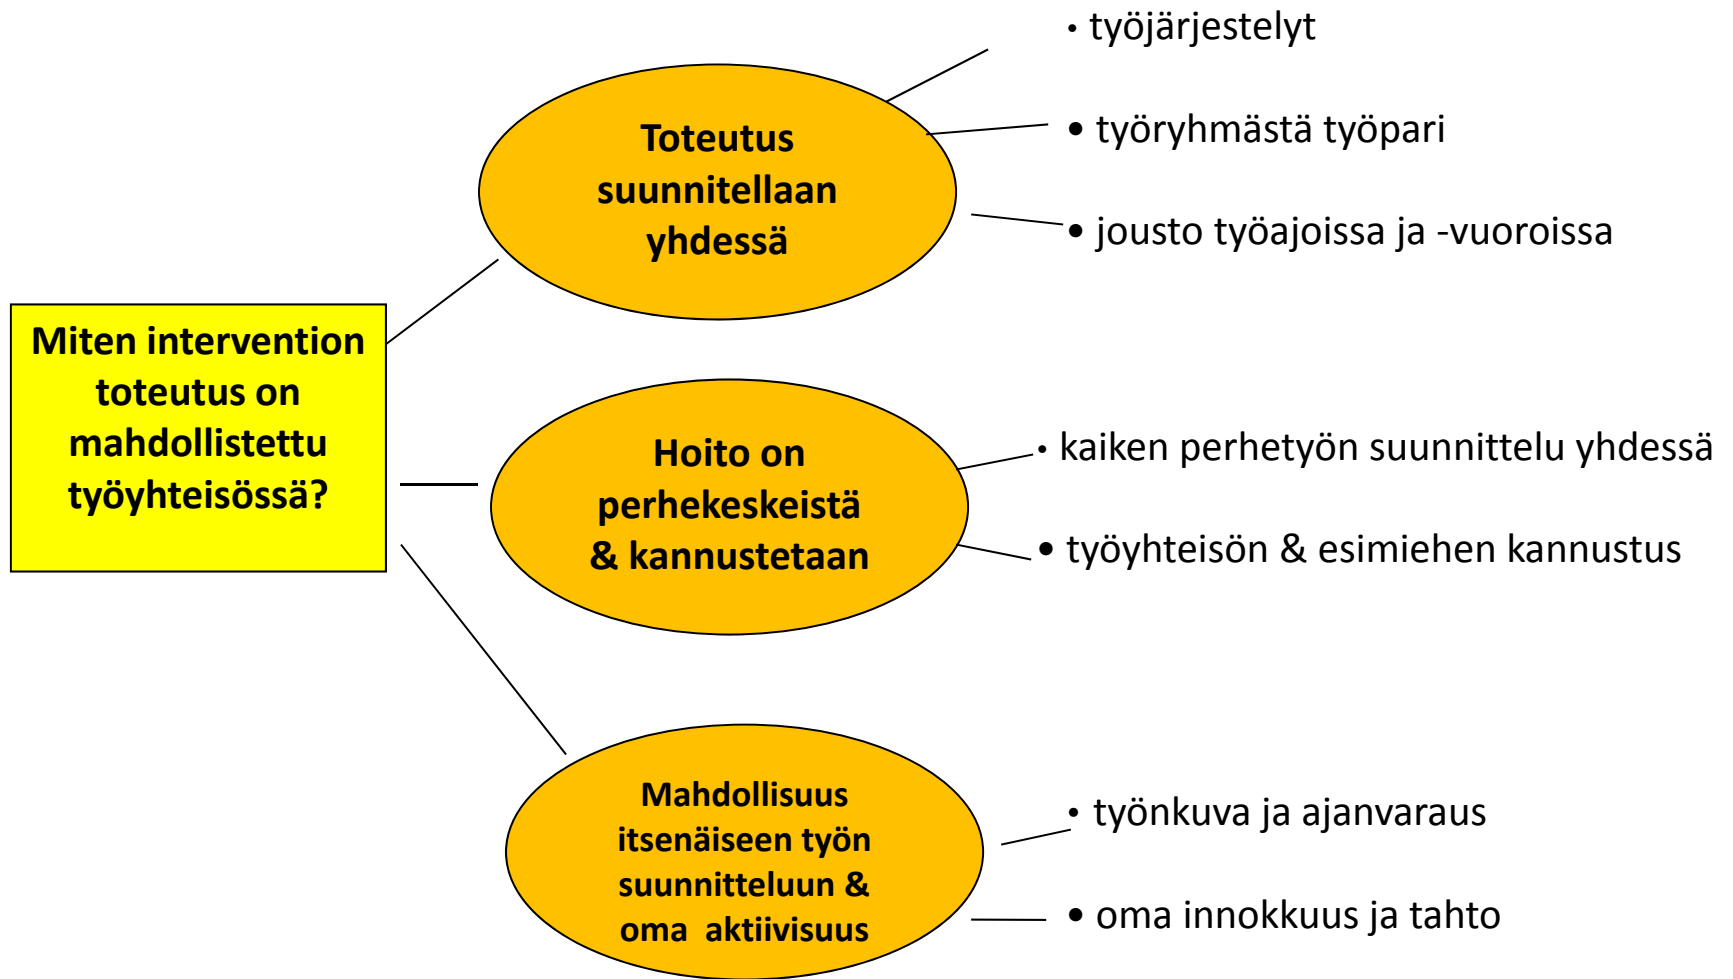 Miten intervention
toteutus on
mahdollistettu
työyhteisössä?
Toteutus
suunnitellaan
yhdessä
• työjärjestelyt
• työryhmästä työpari
• jousto työajoissa ja -vuoroissa
Hoito on
perhekeskeistä
& kannustetaan
• kaiken perhetyön suunnittelu yhdessä
• työyhteisön & esimiehen kannustus
Mahdollisuus
itsenäiseen työn
suunnitteluun &
oma aktiivisuus
• työnkuva ja ajanvaraus
• oma innokkuus ja tahto